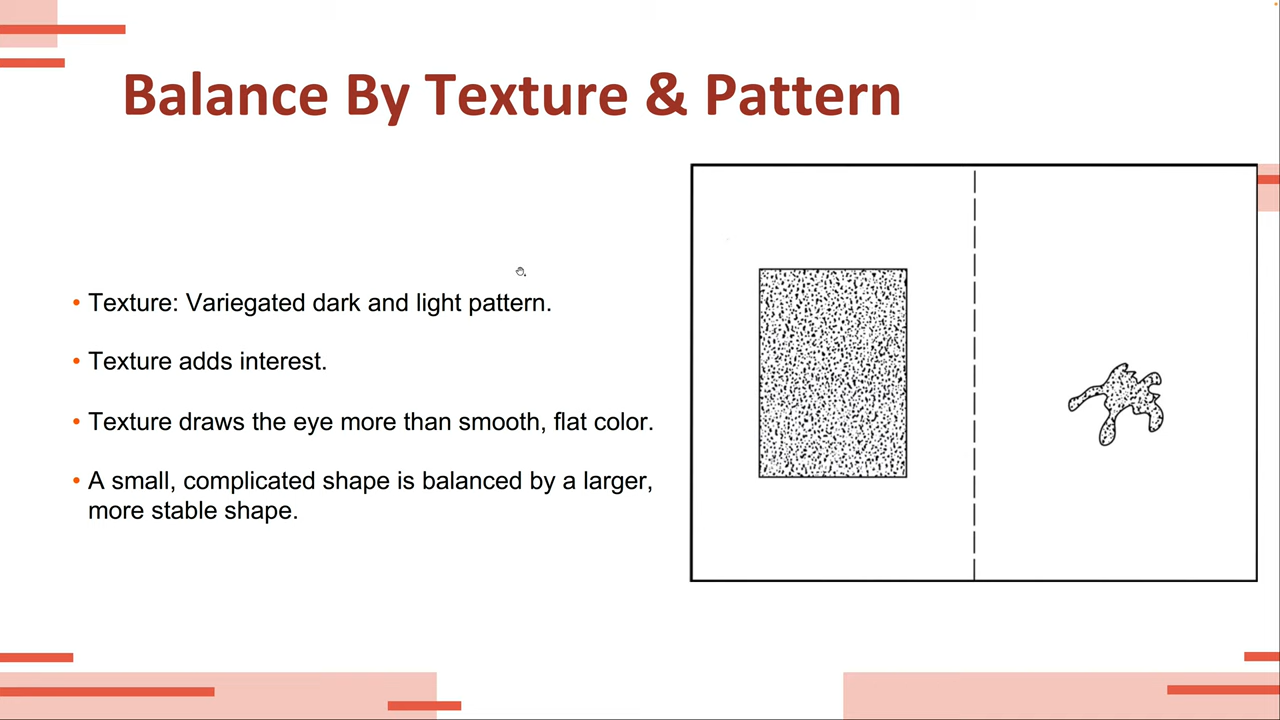 Balance By Texture & Pattern
• Texture: Variegated dark and light pattern.
• Texture adds interest.
• Texture draws the eye more than smooth, flat color.
• A small, complicated shape is balanced by a larger,
more stable shape.